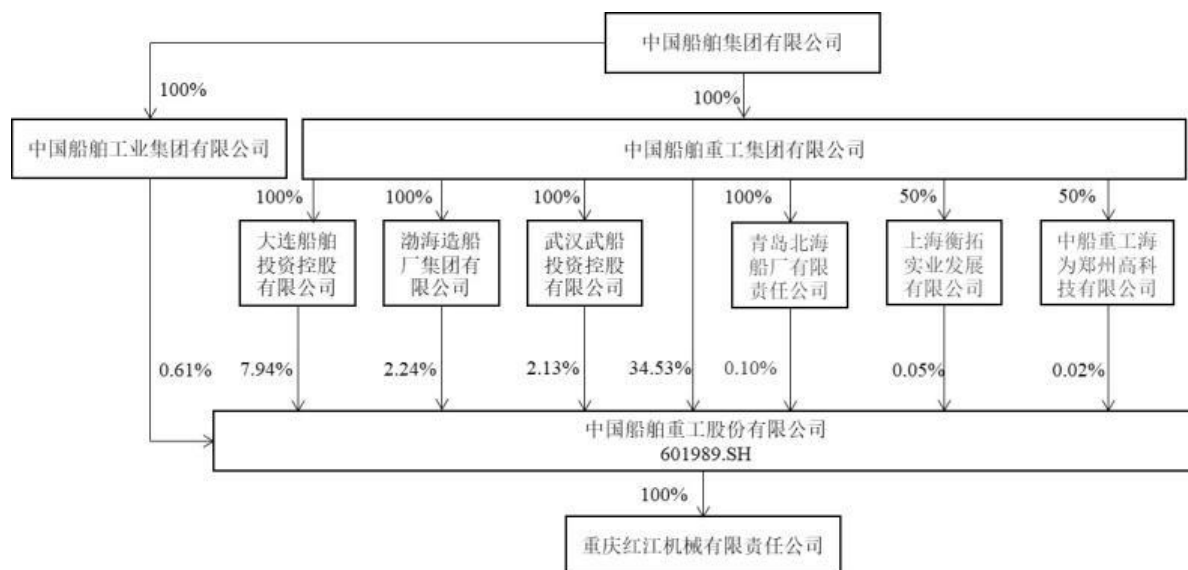 中国船舶集团有限公司
100%
100%
中国船舶工业集团有限公司
中国船舶重工集团有限公司
100%
100%
100%
100%
50%
50%
大连船舶
投资控股
有限公司
渤海造船
厂集团有
限公司
武汉武船
投资控股
有限公司
青岛北海
船厂有限
责任公司
上海衡拓
实业发展
有限公司
中船重工海
为郑州高科
技有限公司
0.61%
7.94%
2.24%
2.13%
34.53%
0.10%
0.05%
0.02%
中国船舶重工股份有限公司
601989.SH
100%
重庆红江机械有限责任公司